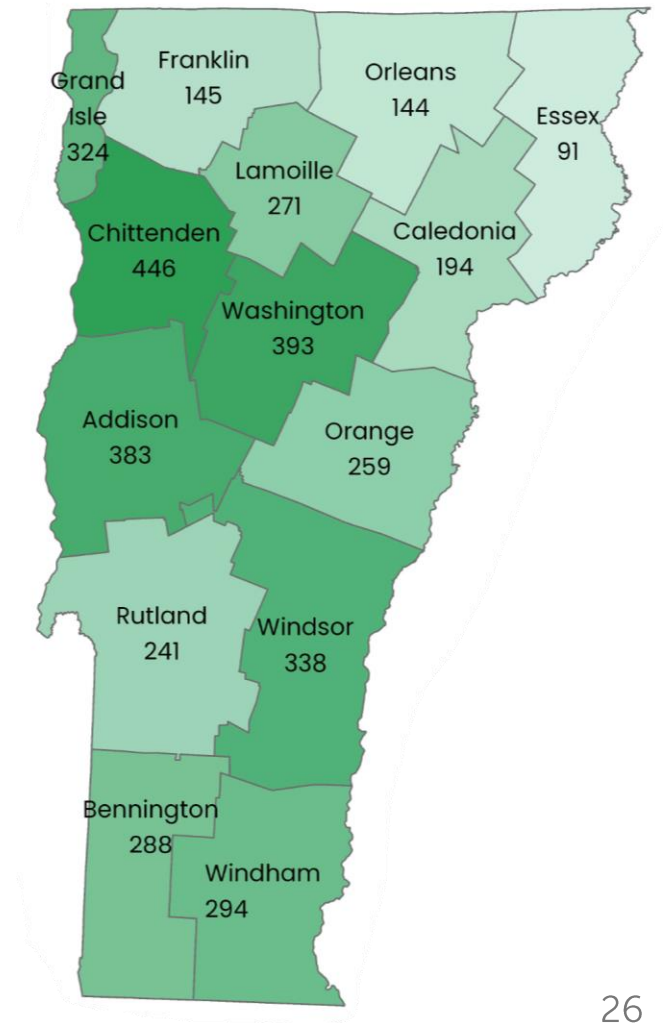 Franklin
145
Orleans
144
Grand
Isle
324
Essex
91
Lamoille
271
Chittenden
446
Caledonia
194
Washington
393
Addison
383
Orange
259
Rutland
241
Windsor
338
Bennington
288
Windham
294
26